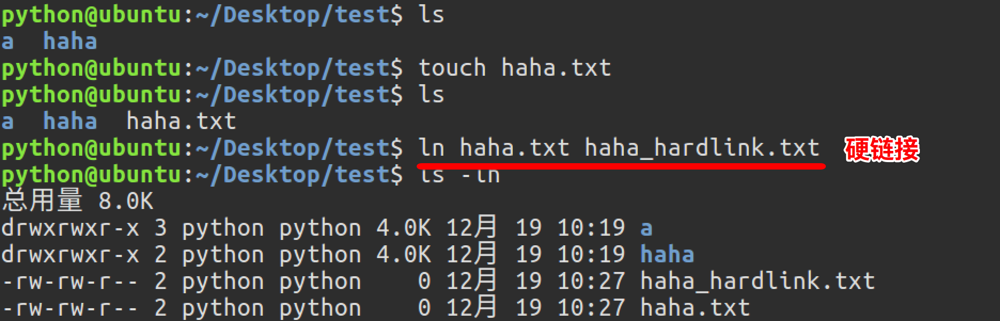 python@ubuntu:~/Desktop/test$ ls
a  haha
python@ubuntu:~/Desktop/test$ touch haha.txt
python@ubuntu:~/Desktop/test$ ls
a  haha  haha.txt
python@ubuntu:~/Desktop/test$ ln haha.txt haha_hardlink.txt 硬链接
python@ubuntu:~/Desktop/test$ ls -lh
总用量 8.0K
drwxrwxr-x 3 python python 4.0K 12月 19 10:19 a
drwxrwxr-x 2 python python 4.0K 12月 19 10:19 haha
-rw-rw-r-- 2 python python    0 12月 19 10:27 haha_hardlink.txt
-rw-rw-r-- 2 python python    0 12月 19 10:27 haha.txt